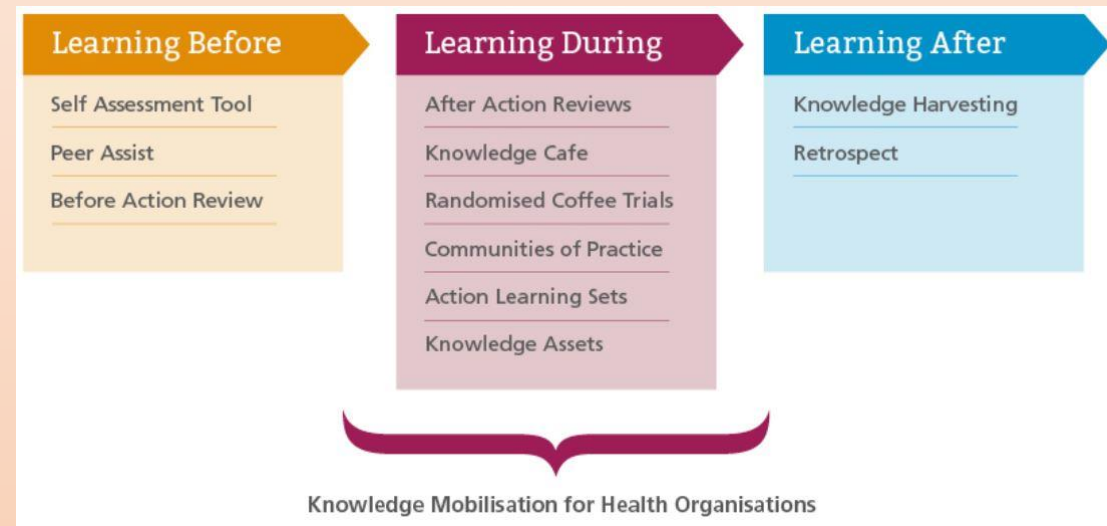 Learning Before
Self Assessment Tool
Peer Assist
Before Action Review
Learning During
After Action Reviews
Knowledge Cafe
Randomised Coffee Trials
Communities of Practice
Action Learning Sets
Knowledge Assets
Learning After
Knowledge Harvesting
Retrospect
Knowledge Mobilisation for Health Organisations